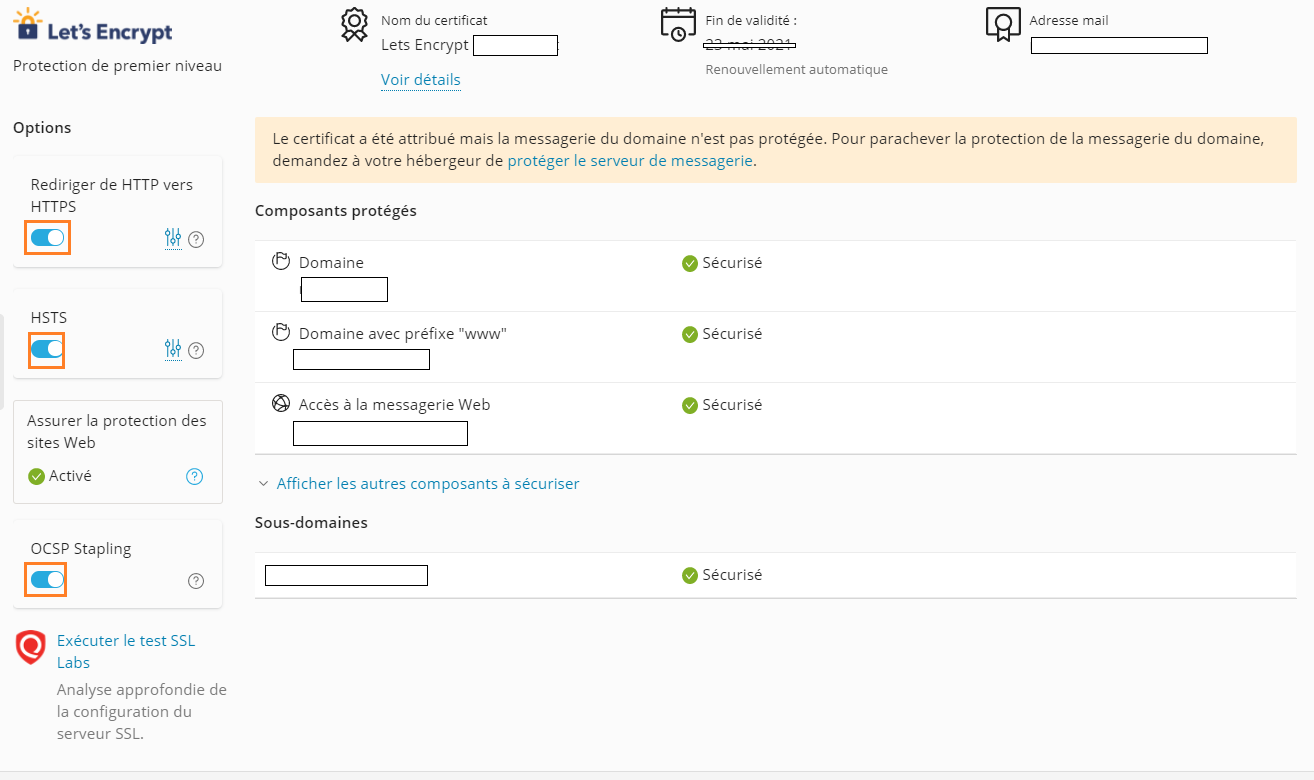 Let's Encrypt
Protection de premier niveau
Nom du certificat
Lets Encrypt
Voir détails
Fin de validité :
23 mai 2021
Renouvellement automatique
Adresse mail
Options
Rediriger de HTTP vers
HTTPS
HSTS
Assurer la protection des
sites Web
Activé
OCSP Stapling
Exécuter le test SSL
Labs
Analyse approfondie de
la configuration du
serveur SSL.
Le certificat a été attribué mais la messagerie du domaine n'est pas protégée. Pour parachever la protection de la messagerie du domaine,
demandez à votre hébergeur de protéger le serveur de messagerie.
Composants protégés
Domaine
Sécurisé
Domaine avec préfixe "www"
Sécurisé
Accès à la messagerie Web
Sécurisé
Afficher les autres composants à sécuriser
Sous-domaines
Sécurisé